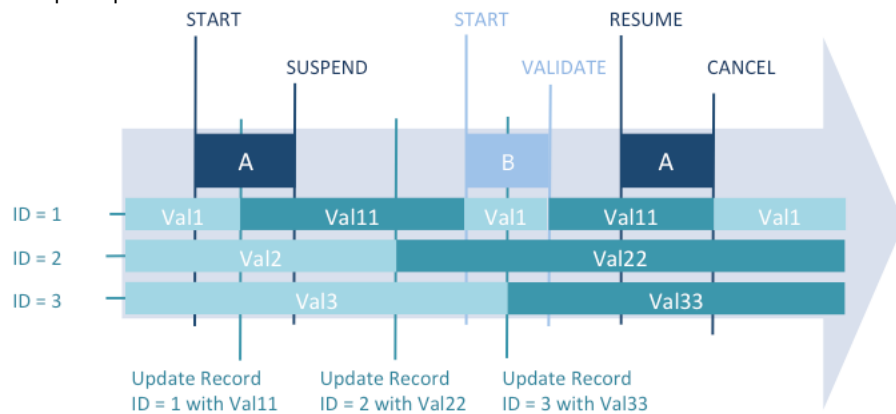 START
START
RESUME
SUSPEND
VALIDATE
CANCEL
A
B
A
ID = 1
Val1
Val11
Val1
Val11
Val1
ID = 2
Val2
Val22
ID = 3
Val3
Val33
Update Record
ID = 1 with Val11
Update Record
ID = 2 with Val22
Update Record
ID = 3 with Val33